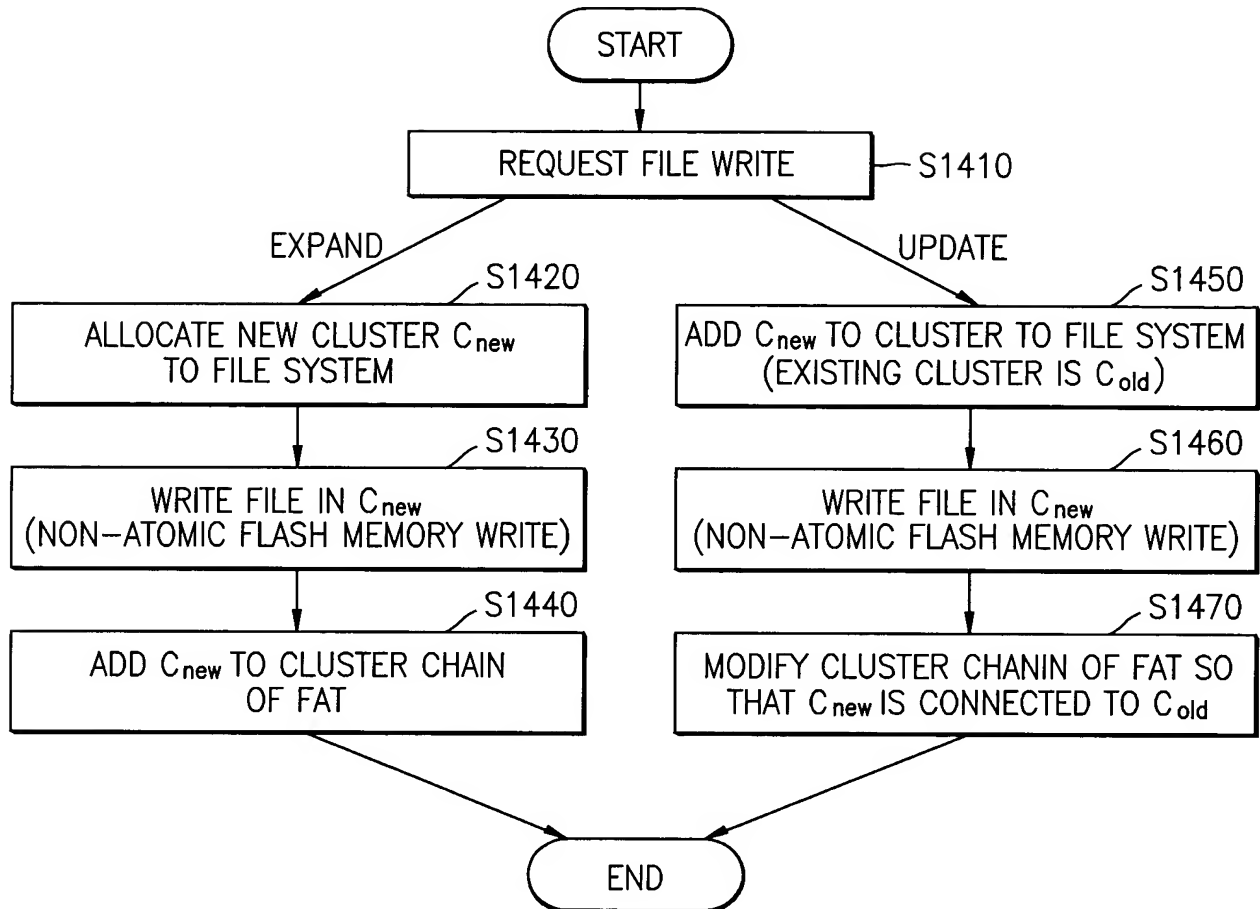 START
REQUEST FILE WRITE
S1410
EXPAND
UPDATE
S1420
ALLOCATE NEW CLUSTER Cnew
TO FILE SYSTEM
S1430
WRITE FILE IN Cnew
(NON-ATOMIC FLASH MEMORY WRITE)
S1440
ADD Cnew TO CLUSTER CHAIN
OF FAT
S1450
ADD Cnew TO CLUSTER TO FILE SYSTEM
(EXISTING CLUSTER IS Cold)
S1460
WRITE FILE IN Cnew
(NON-ATOMIC FLASH MEMORY WRITE)
S1470
MODIFY CLUSTER CHANIN OF FAT SO
THAT Cnew IS CONNECTED TO Cold
END